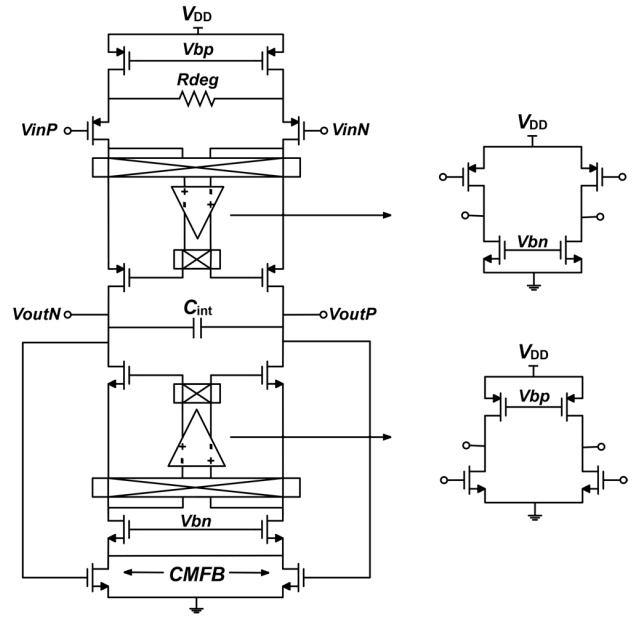 VDD
Vbp
Rdeg
VinP
VinN
+ - - +
- + 
VoutN
Cint
VoutP
+ +
- -
Vbn
CMFB
VDD
Vbn
VDD
Vbp